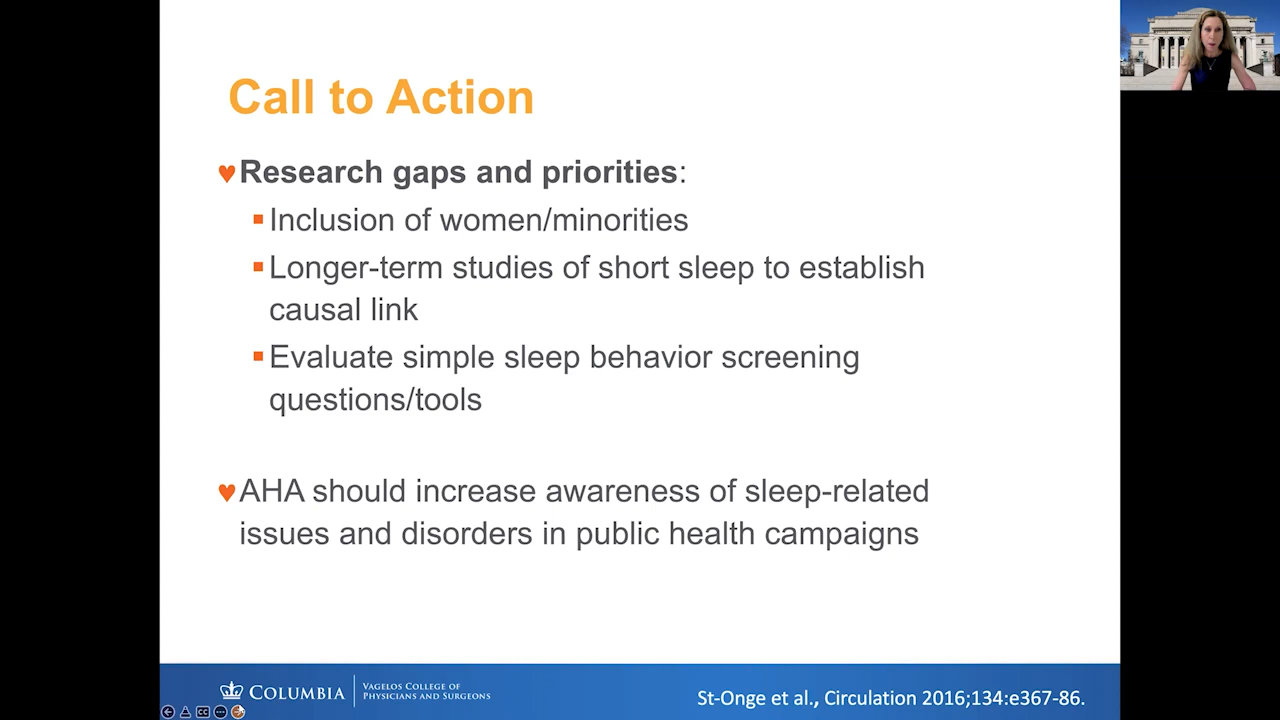 Call to Action
Research gaps and priorities:
Inclusion of women/minorities
Longer-term studies of short sleep to establish
causal link
Evaluate simple sleep behavior screening
questions/tools
AHA should increase awareness of sleep-related
issues and disorders in public health campaigns
COLUMBIA
VAGELOS COLLEGE OF
PHYSICIANS AND SURGEONS
St-Onge et al., Circulation 2016;134:e367-86.
CC